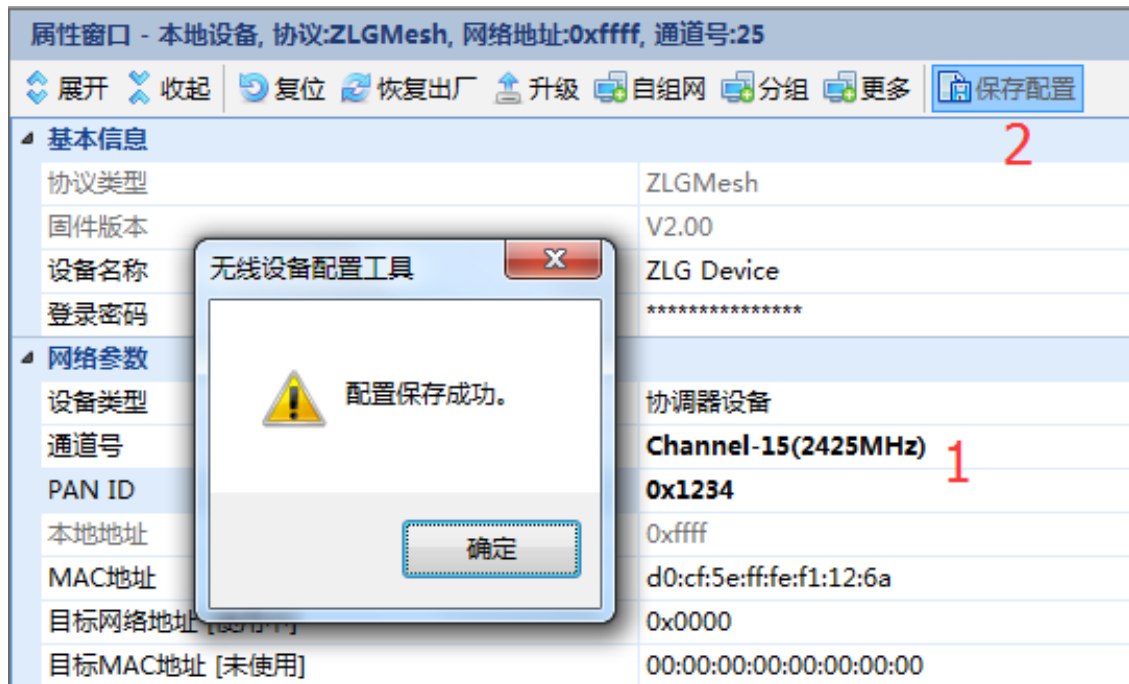 属性窗口 - 本地设备, 协议:ZLGMesh, 网络地址:0xffff, 通道号:25
展开 收起 复位 恢复出厂 升级 自组网 分组 更多 保存配置
基本信息
2
协议类型 ZLGMesh
固件版本 V2.00
设备名称 ZLG Device
登录密码 ***************
无线设备配置工具
配置保存成功。
确定
网络参数
设备类型 协调器设备
通道号 Channel-15(2425MHz)
1
PAN ID 0x1234
本地地址 0xffff
MAC地址 d0:cf:5e:ff:fe:f1:12:6a
目标网络地址 0x0000
目标MAC地址 [未使用] 00:00:00:00:00:00:00:00